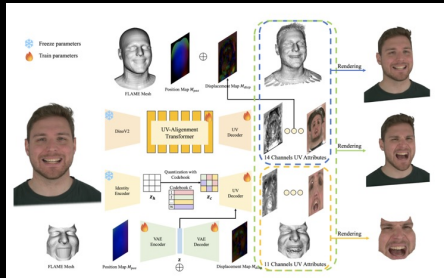 Freeze parameters
Train parameters
FLAME Mesh
Position Map
Displacement Map
Rendering
DinoV2
UV-Alignment
Transformer
UV
Decoder
14 Channels UV Attributes
Rendering
Identity
Encoder
Quantization with
Codebook
Codebook
UV
Decoder
FLAME Mesh
Position Map
VAE
Encoder
VAE
Decoder
Displacement Map
11 Channels UV Attributes
Rendering